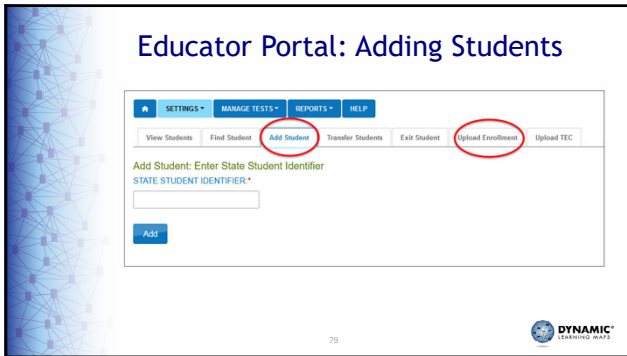 Educator Portal: Adding Students
SETTINGS MANAGE TESTS REPORTS HELP
View Students Find Student Add Student Transfer Students Exit Student Upload Enrollment Upload TEC
Add Student: Enter State Student Identifier
STATE STUDENT IDENTIFIER:*
Add
79
DYNAMIC®
LEARNING MAPS